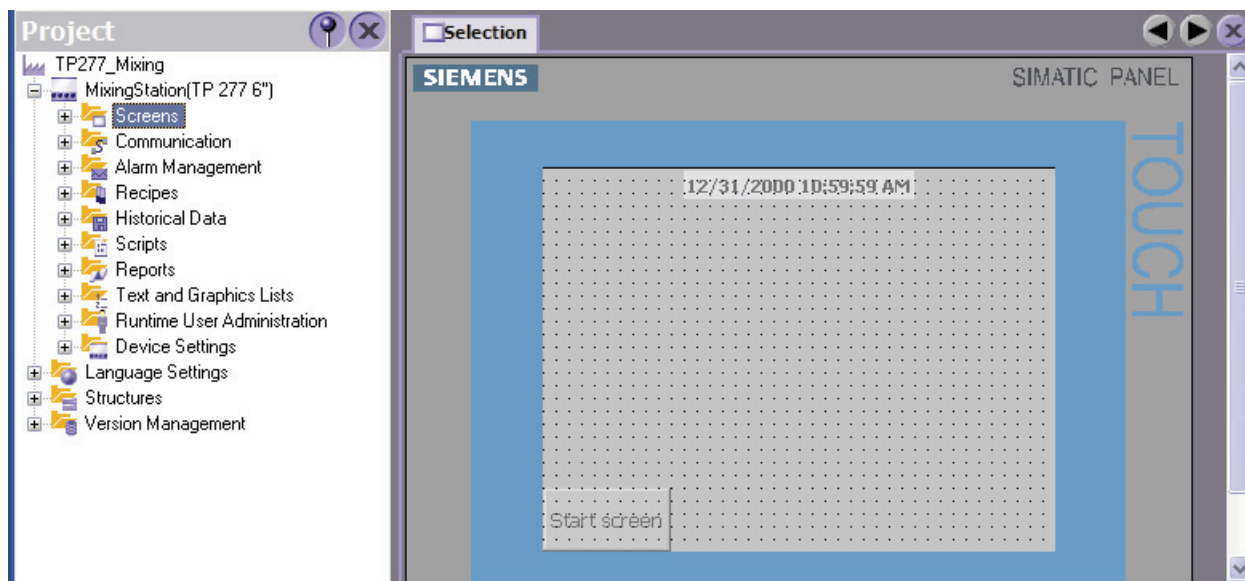 Project
TP277_Mixing
MixingStation(TP 277 6")
Screens
Communication
Alarm Management
Recipes
Historical Data
Scripts
Reports
Text and Graphics Lists
Runtime User Administration
Device Settings
Language Settings
Structures
Version Management
Selection
SIEMENS
SIMATIC PANEL
TOUCH
12/31/2000 10:59:59 AM
Start screen